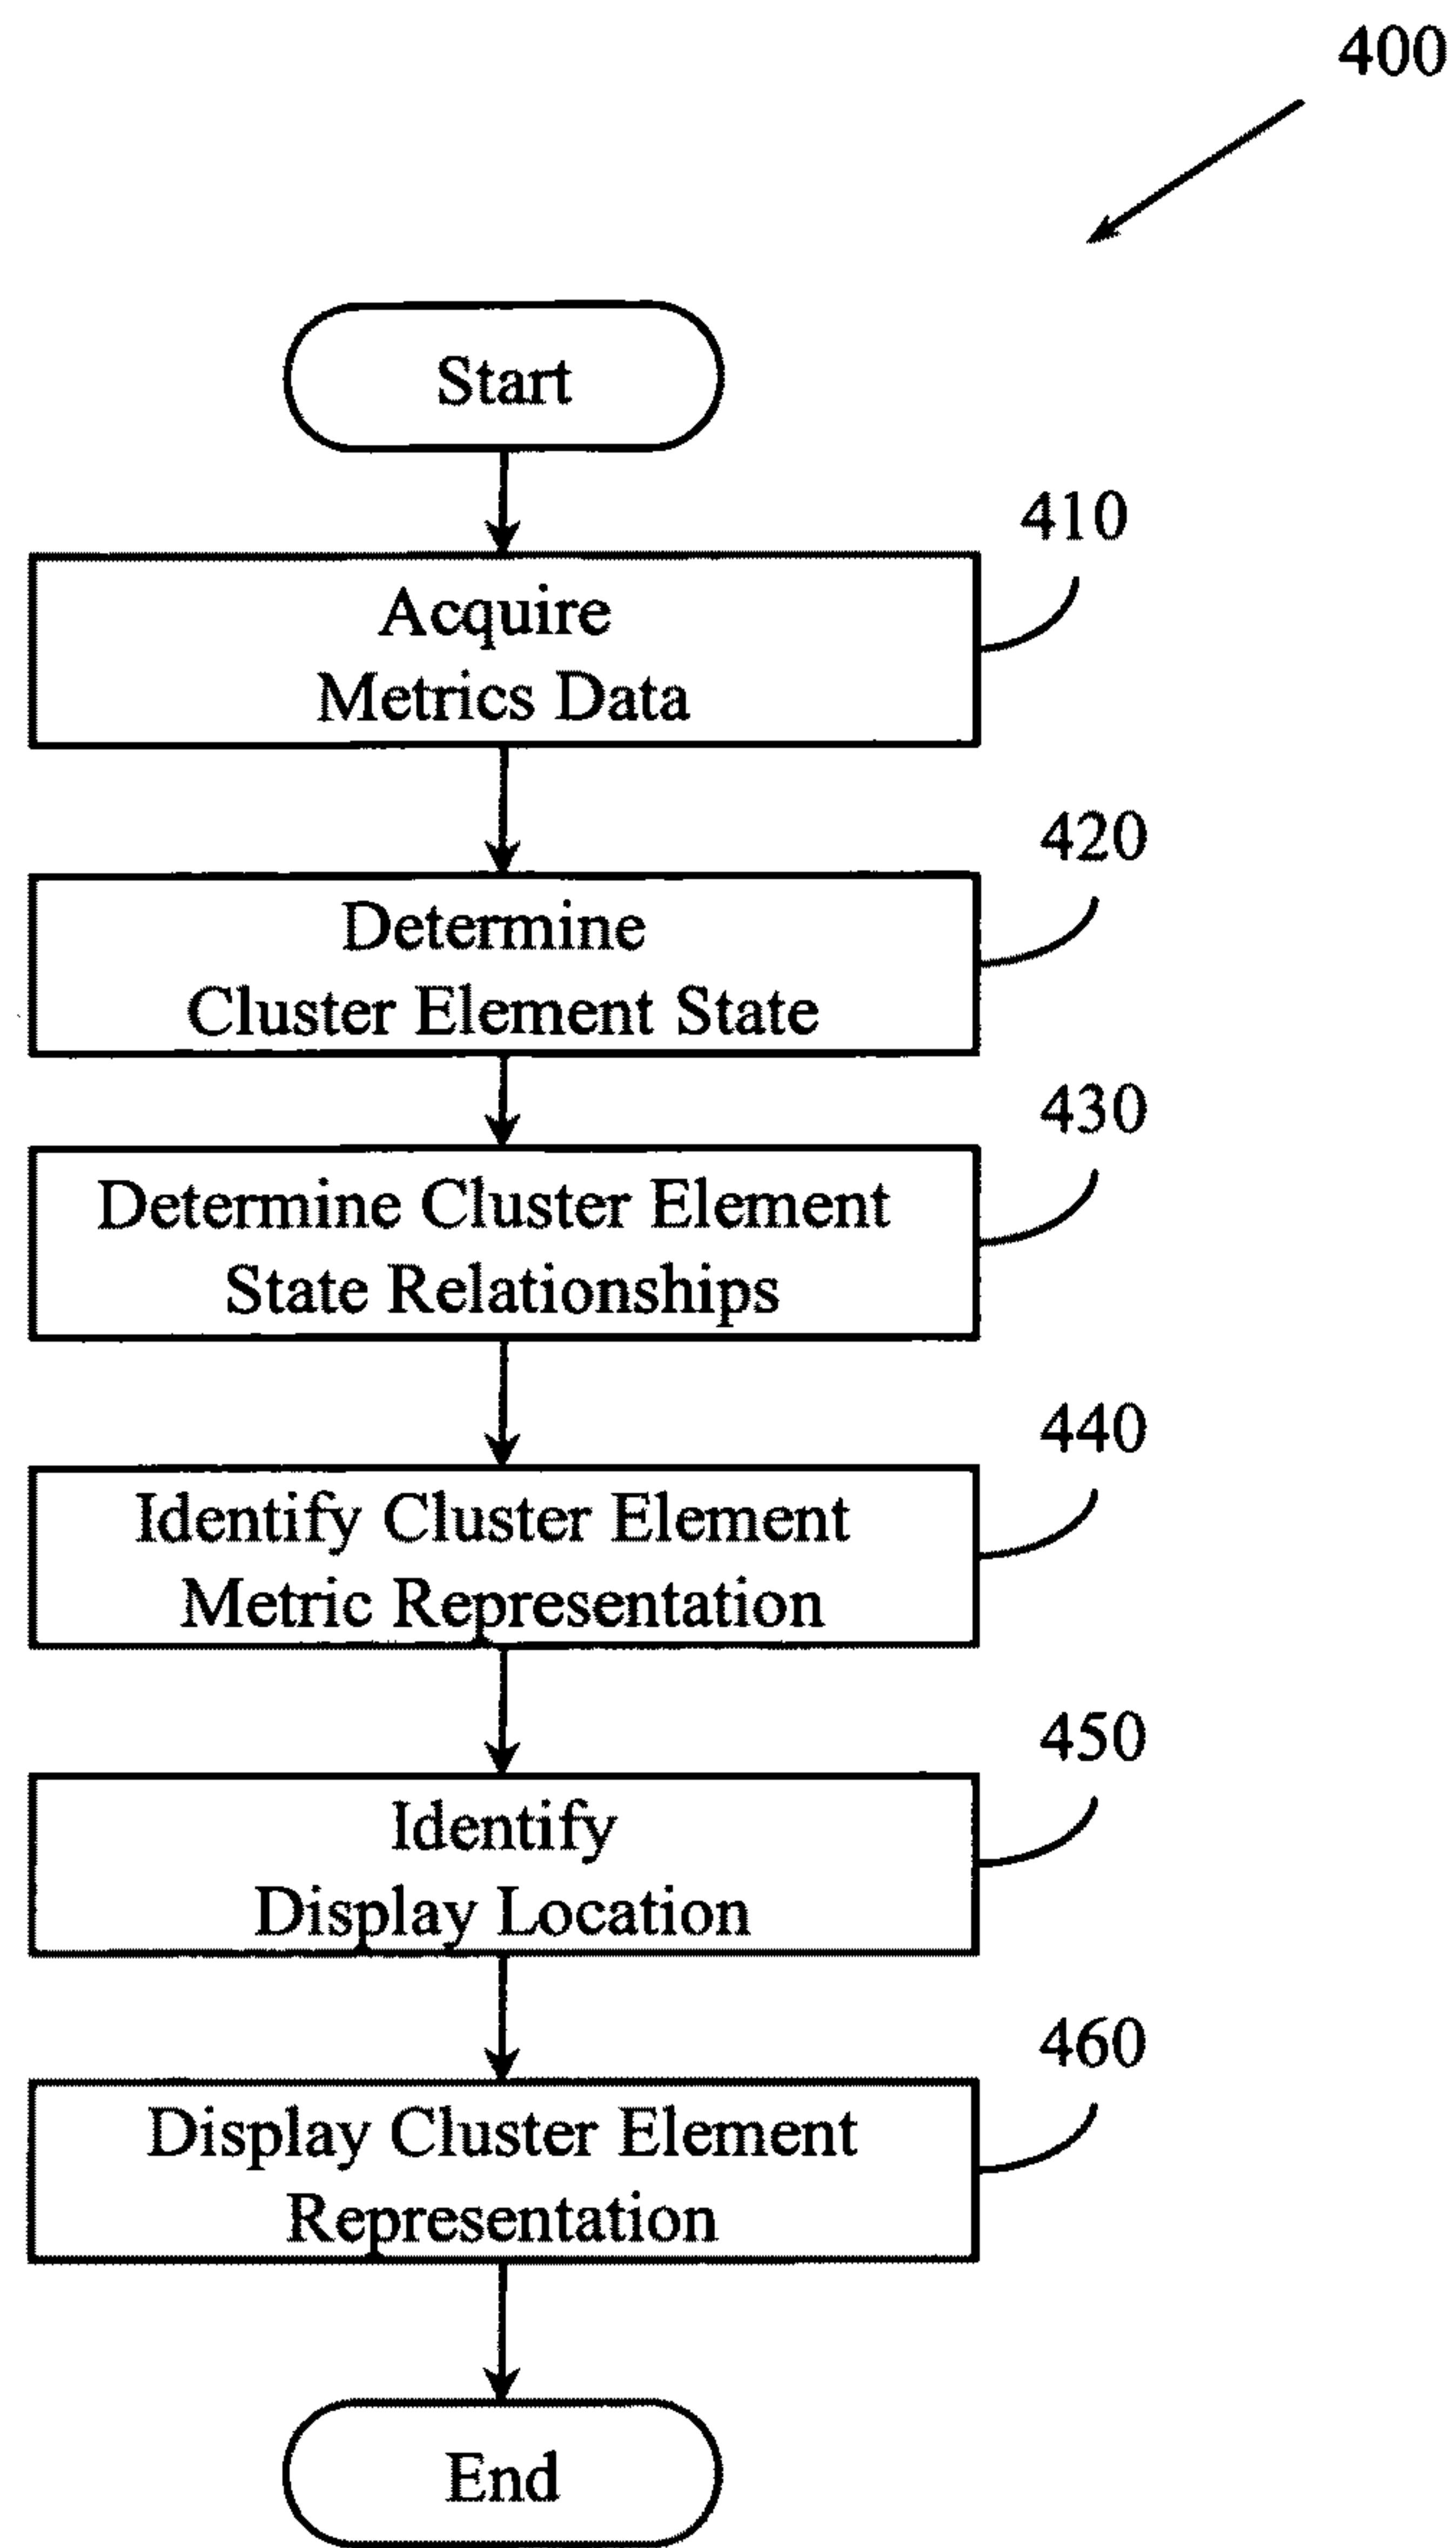 400
Start
410
Acquire
Metrics Data
420
Determine
Cluster Element State
430
Determine Cluster Element
State Relationships
440
Identify Cluster Element
Metric Representation
450
Identify
Display Location
460
Display Cluster Element
Representation
End